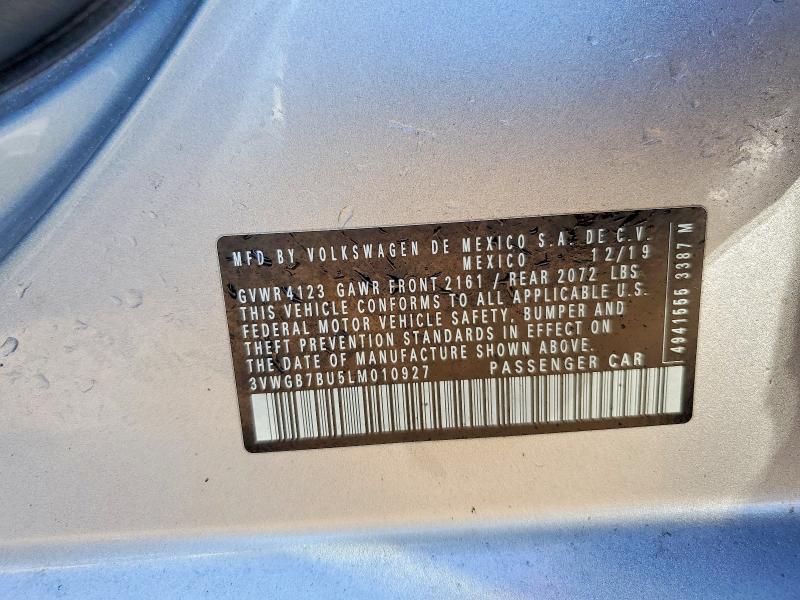 MFD BY VOLKSWAGEN DE MEXICO S.A. DE C.V.
MEXICO 12/19
GVWR 4123 GAWR FRONT 2161 / REAR 2072 LBS
THIS VEHICLE CONFORMS TO ALL APPLICABLE U.S.
FEDERAL MOTOR VEHICLE SAFETY, BUMPER AND
THEFT PREVENTION STANDARDS IN EFFECT ON
THE DATE OF MANUFACTURE SHOWN ABOVE.
3VWGB7BU5LM010927 PASSENGER CAR
4941566 3387 M